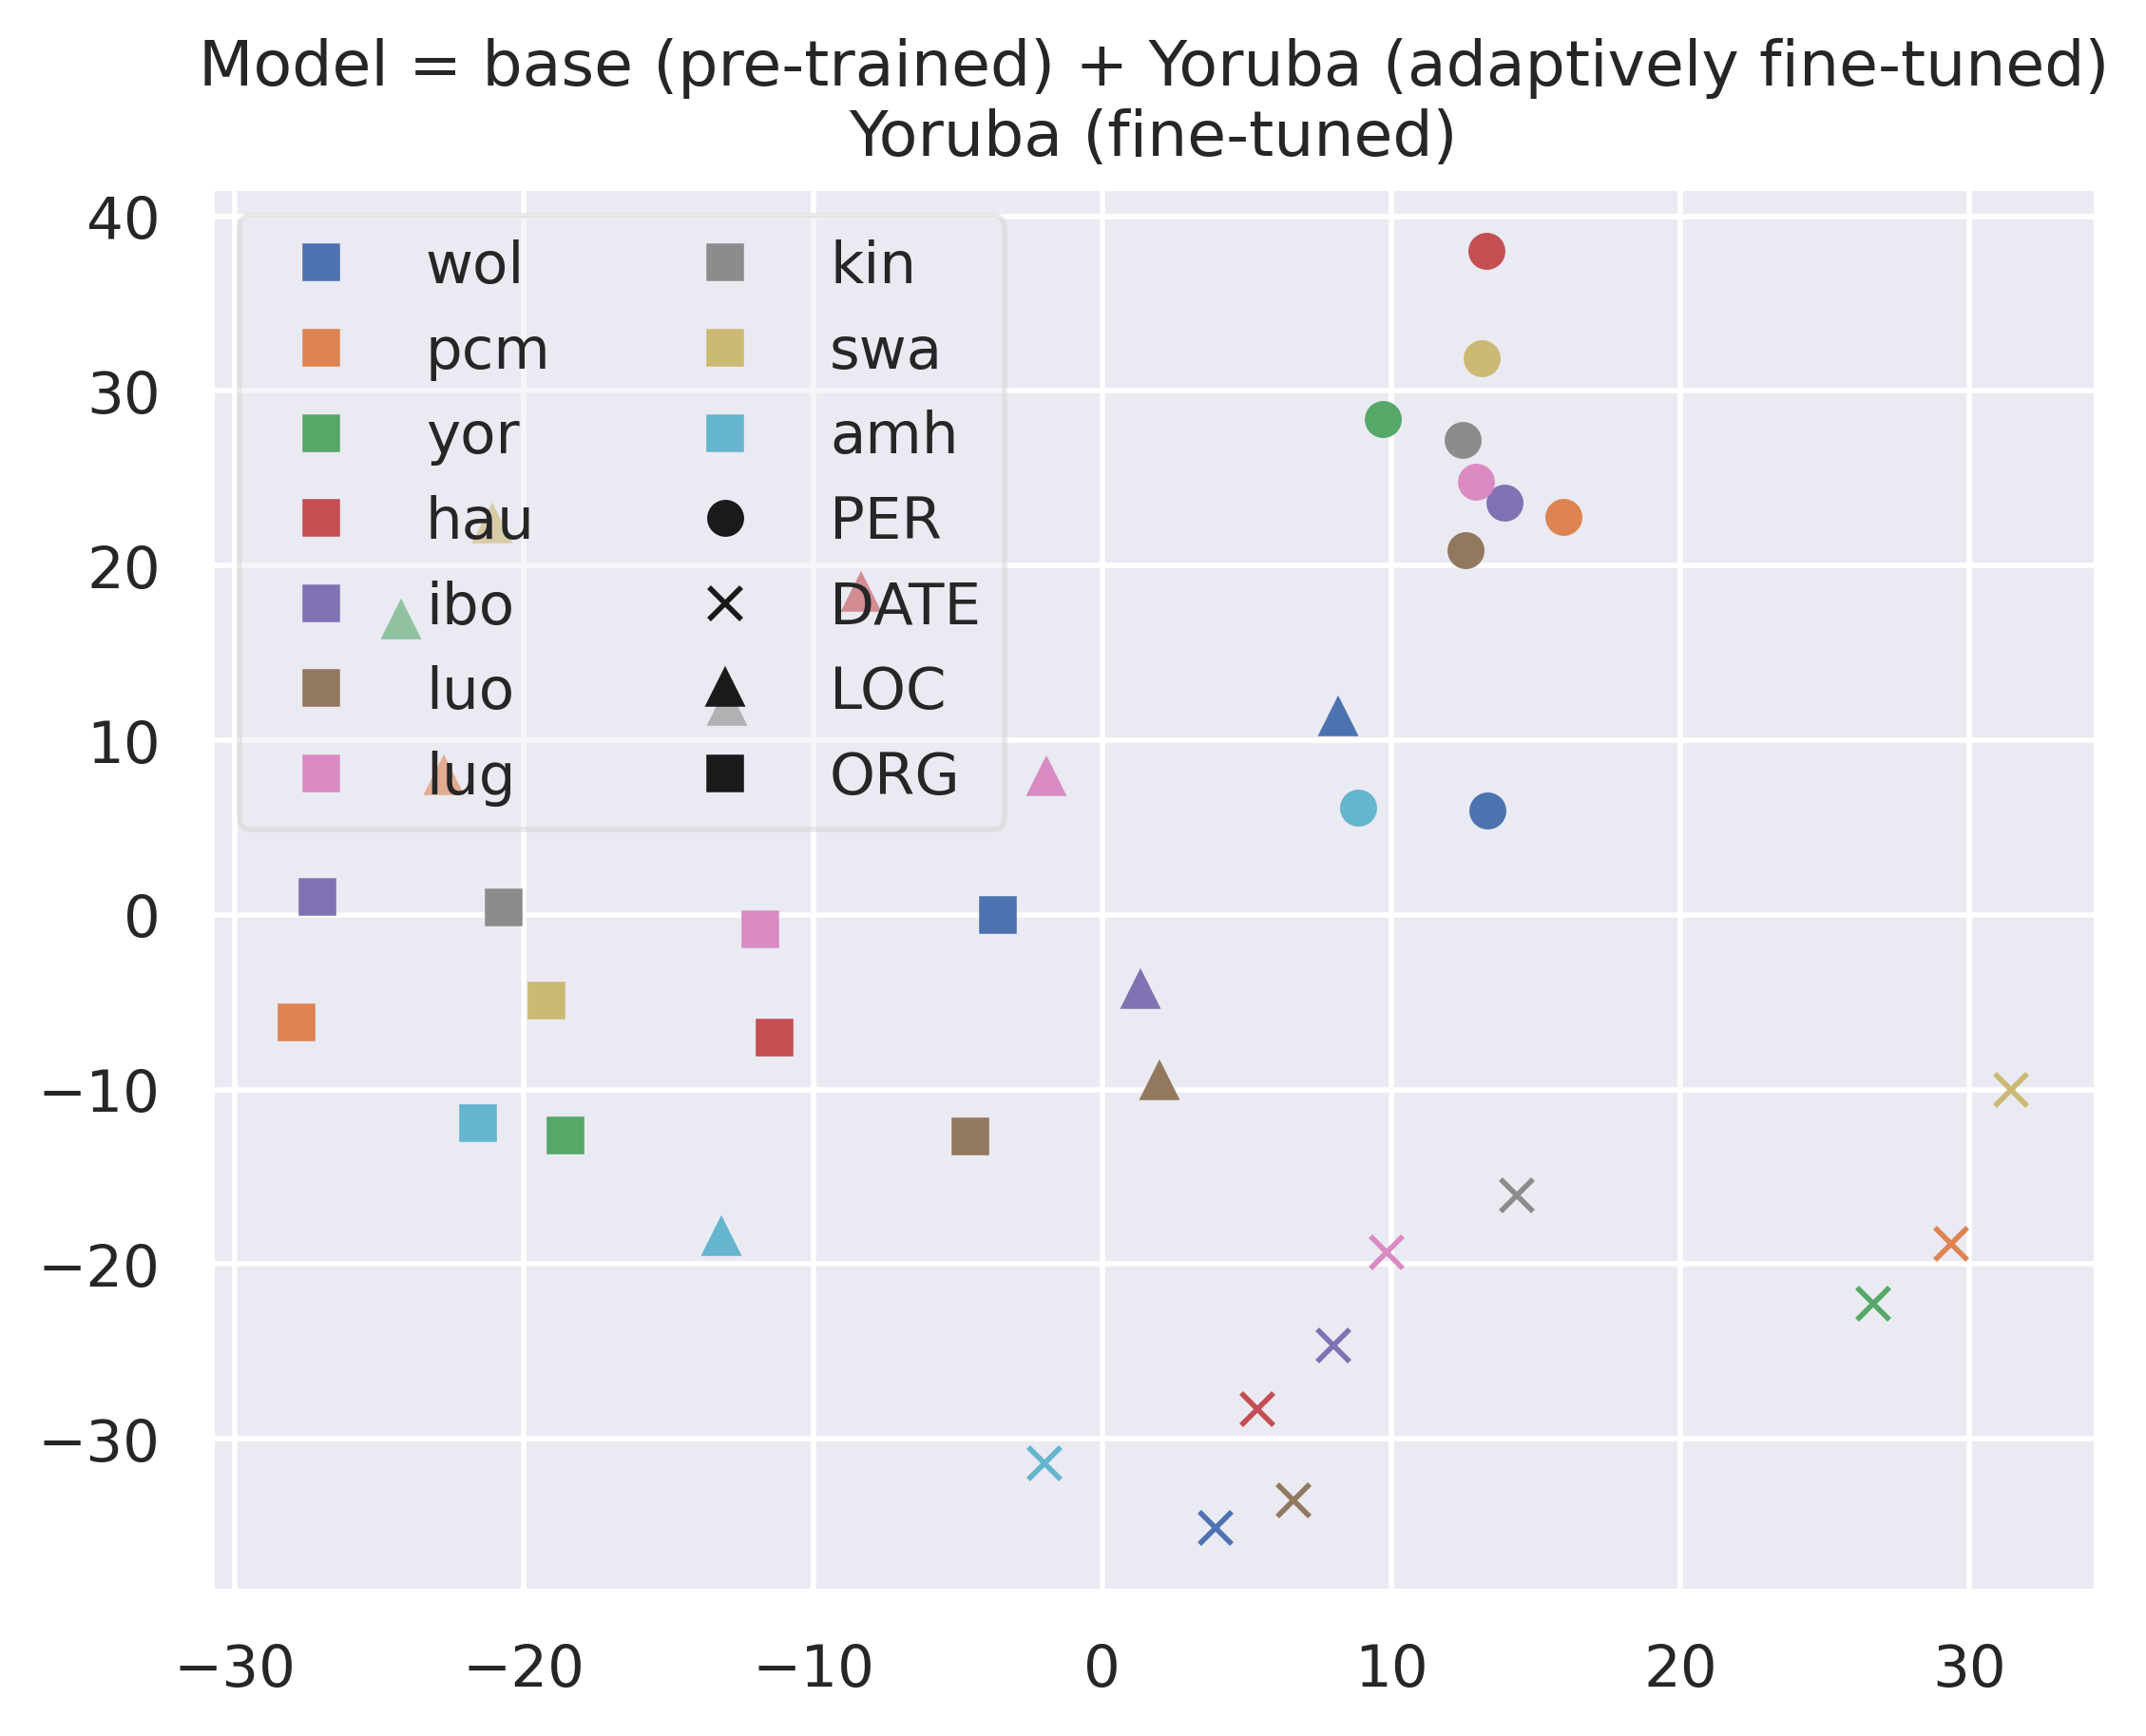 Model = base (pre-trained) + Yoruba (adaptively fine-tuned)
Yoruba (fine-tuned)
40
30
20
10
0
−10
−20
−30
wol
pcm
yor
hau
ibo
luo
lug
kin
swa
amh
PER
DATE
LOC
ORG
−30
−20
−10
0
10
20
30